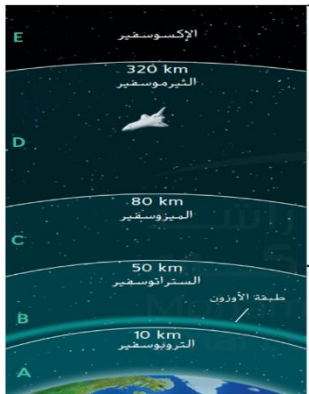 E
الإكسوسفير
320 km
الثيرموسفير
D
80 km
الميزوسفير
C
50 km
الستراتوسفير
طبقة الأوزون
B
10 km
التروبوسفير
A